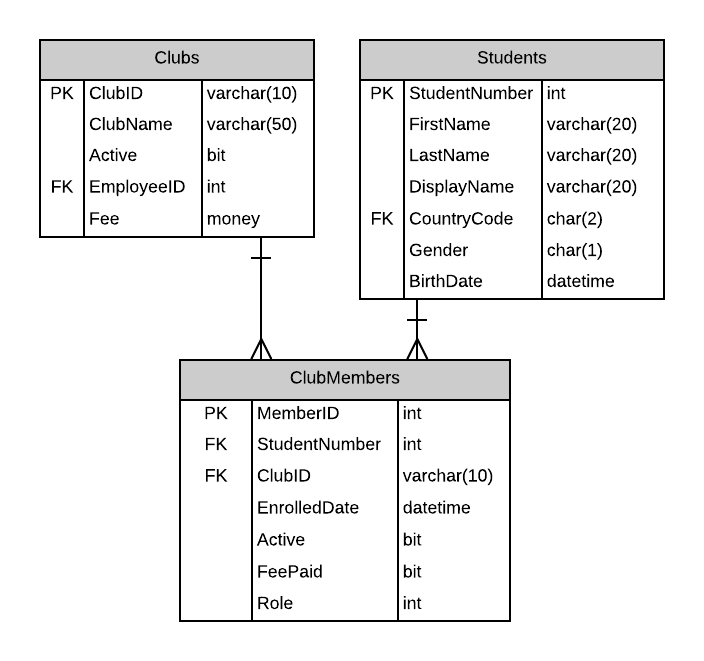 Clubs
PK ClubID varchar(10)
ClubName varchar(50)
Active bit
FK EmployeeID int
Fee money
Students
PK StudentNumber int
FirstName varchar(20)
LastName varchar(20)
DisplayName varchar(20)
FK CountryCode char(2)
Gender char(1)
BirthDate datetime
ClubMembers
PK MemberID int
FK StudentNumber int
FK ClubID varchar(10)
EnrolledDate datetime
Active bit
FeePaid bit
Role int